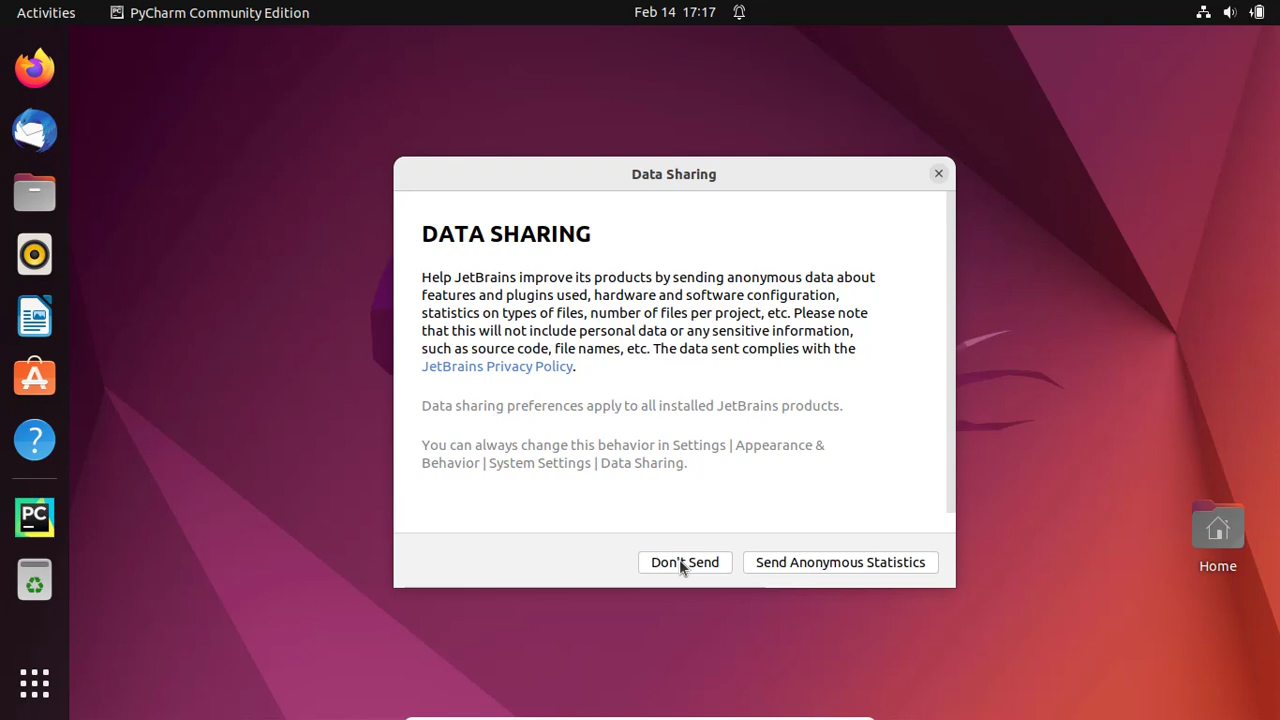 Activities
PyCharm Community Edition
Feb 14 17:17
Data Sharing
DATA SHARING
Help JetBrains improve its products by sending anonymous data about
features and plugins used, hardware and software configuration,
statistics on types of files, number of files per project, etc. Please note
that this will not include personal data or any sensitive information,
such as source code, file names, etc. The data sent complies with the
JetBrains Privacy Policy.
Data sharing preferences apply to all installed JetBrains products.
You can always change this behavior in Settings | Appearance &
Behavior | System Settings | Data Sharing.
Don't Send
Send Anonymous Statistics
PC
Home